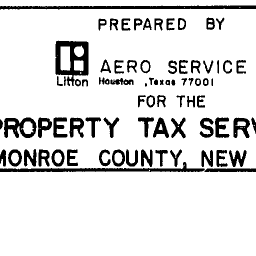 PREPARED BY
Litton
AERO SERVICE
Houston , Texas 77001
FOR THE
PROPERTY TAX SERV
MONROE COUNTY, NEW